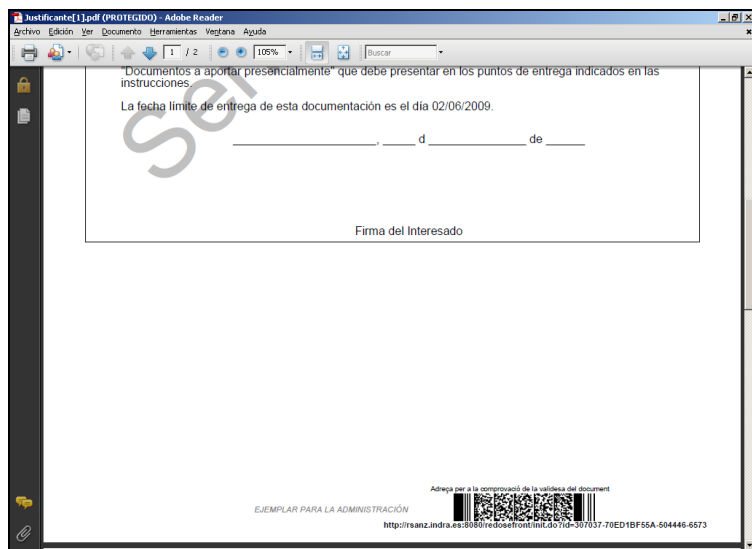 Justificante[1].pdf (PROTEGIDO) - Adobe Reader
Archivo Edición Ver Documento Herramientas Ventana Ayuda
1 / 2 105% Buscar
"Documentos a aportar presencialmente" que debe presentar en los puntos de entrega indicados en las
instrucciones.
La fecha límite de entrega de esta documentación es el día 02/06/2009.
______________________, _____ d _______________ de ______
Firma del Interesado
Adreça per a la comprovació de la validesa del document
EJEMPLAR PARA LA ADMINISTRACIÓN
http://rsanz.indra.es:8080/redosefront/init.do?id=307037-70ED1BF55A-504446-6573